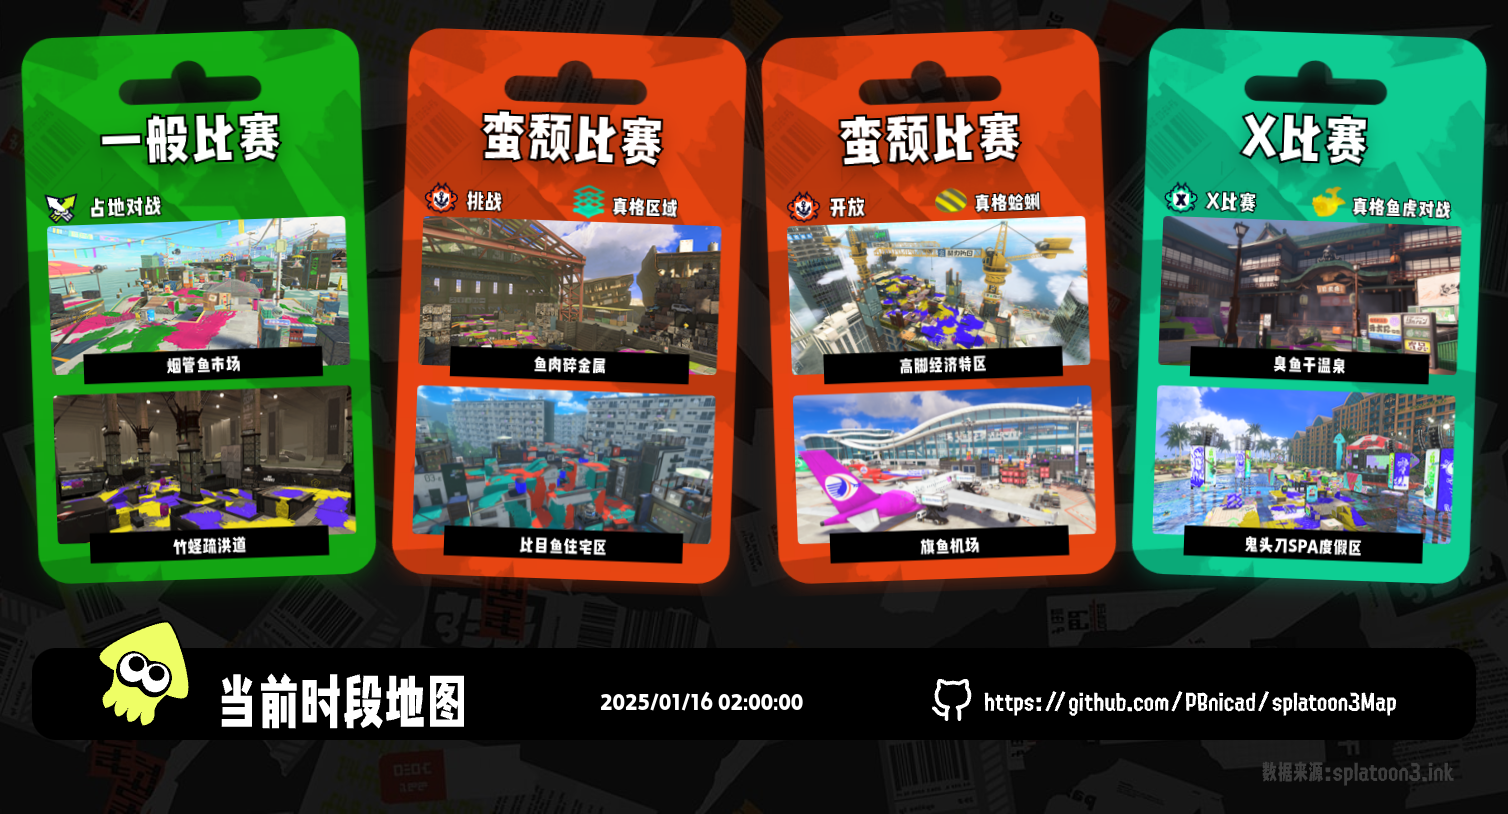 一般比赛
占地对战
烟管鱼市场
竹蛏疏洪道
蛮颓比赛
挑战
真格区域
鱼肉碎金属
比目鱼住宅区
蛮颓比赛
开放
真格蛤蜊
高脚经济特区
旗鱼机场
X比赛
X比赛
真格鱼虎对战
臭鱼干温泉
鬼头刀SPA度假区
当前时段地图
2025/01/16 02:00:00
https://github.com/PBnicad/splatoon3Map
数据来源:splatoon3.ink